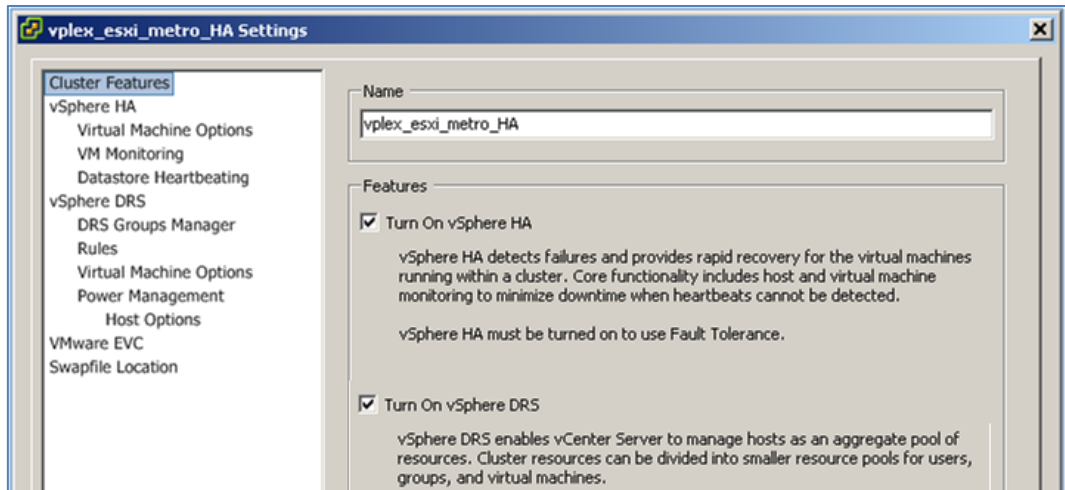 vplex_esxi_metro_HA Settings
Cluster Features
vSphere HA
Virtual Machine Options
VM Monitoring
Datastore Heartbeating
vSphere DRS
DRS Groups Manager
Rules
Virtual Machine Options
Power Management
Host Options
VMware EVC
Swapfile Location
Name
vplex_esxi_metro_HA
Features
Turn On vSphere HA
vSphere HA detects failures and provides rapid recovery for the virtual machines
running within a cluster. Core functionality includes host and virtual machine
monitoring to minimize downtime when heartbeats cannot be detected.
vSphere HA must be turned on to use Fault Tolerance.
Turn On vSphere DRS
vSphere DRS enables vCenter Server to manage hosts as an aggregate pool of
resources. Cluster resources can be divided into smaller resource pools for users,
groups, and virtual machines.